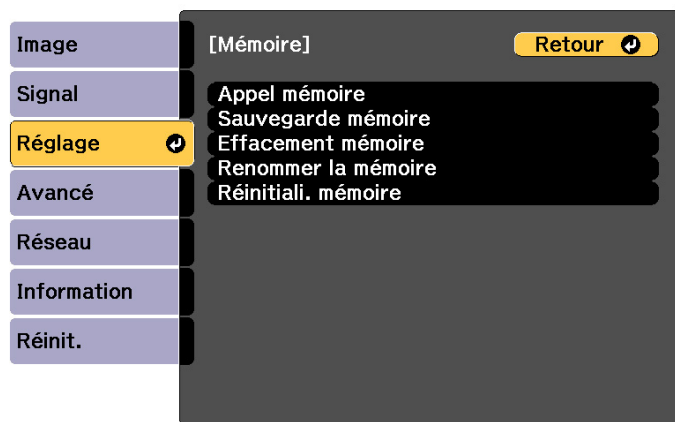 Image
Signal
Réglage
Avancé
Réseau
Information
Réinit.
[Mémoire]
Retour
Appel mémoire
Sauvegarde mémoire
Effacement mémoire
Renommer la mémoire
Réinitiali. mémoire